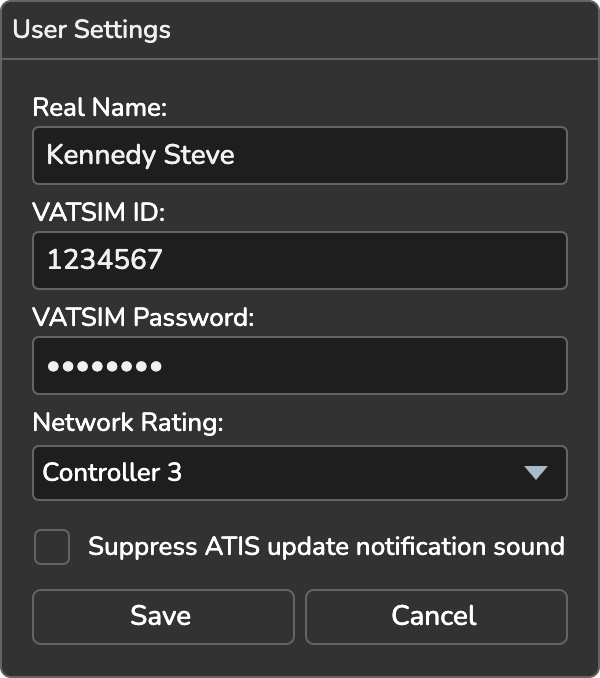 User Settings
Real Name:
Kennedy Steve
VATSIM ID:
1234567
VATSIM Password:
••••••••
Network Rating:
Controller 3
Suppress ATIS update notification sound
Save Cancel